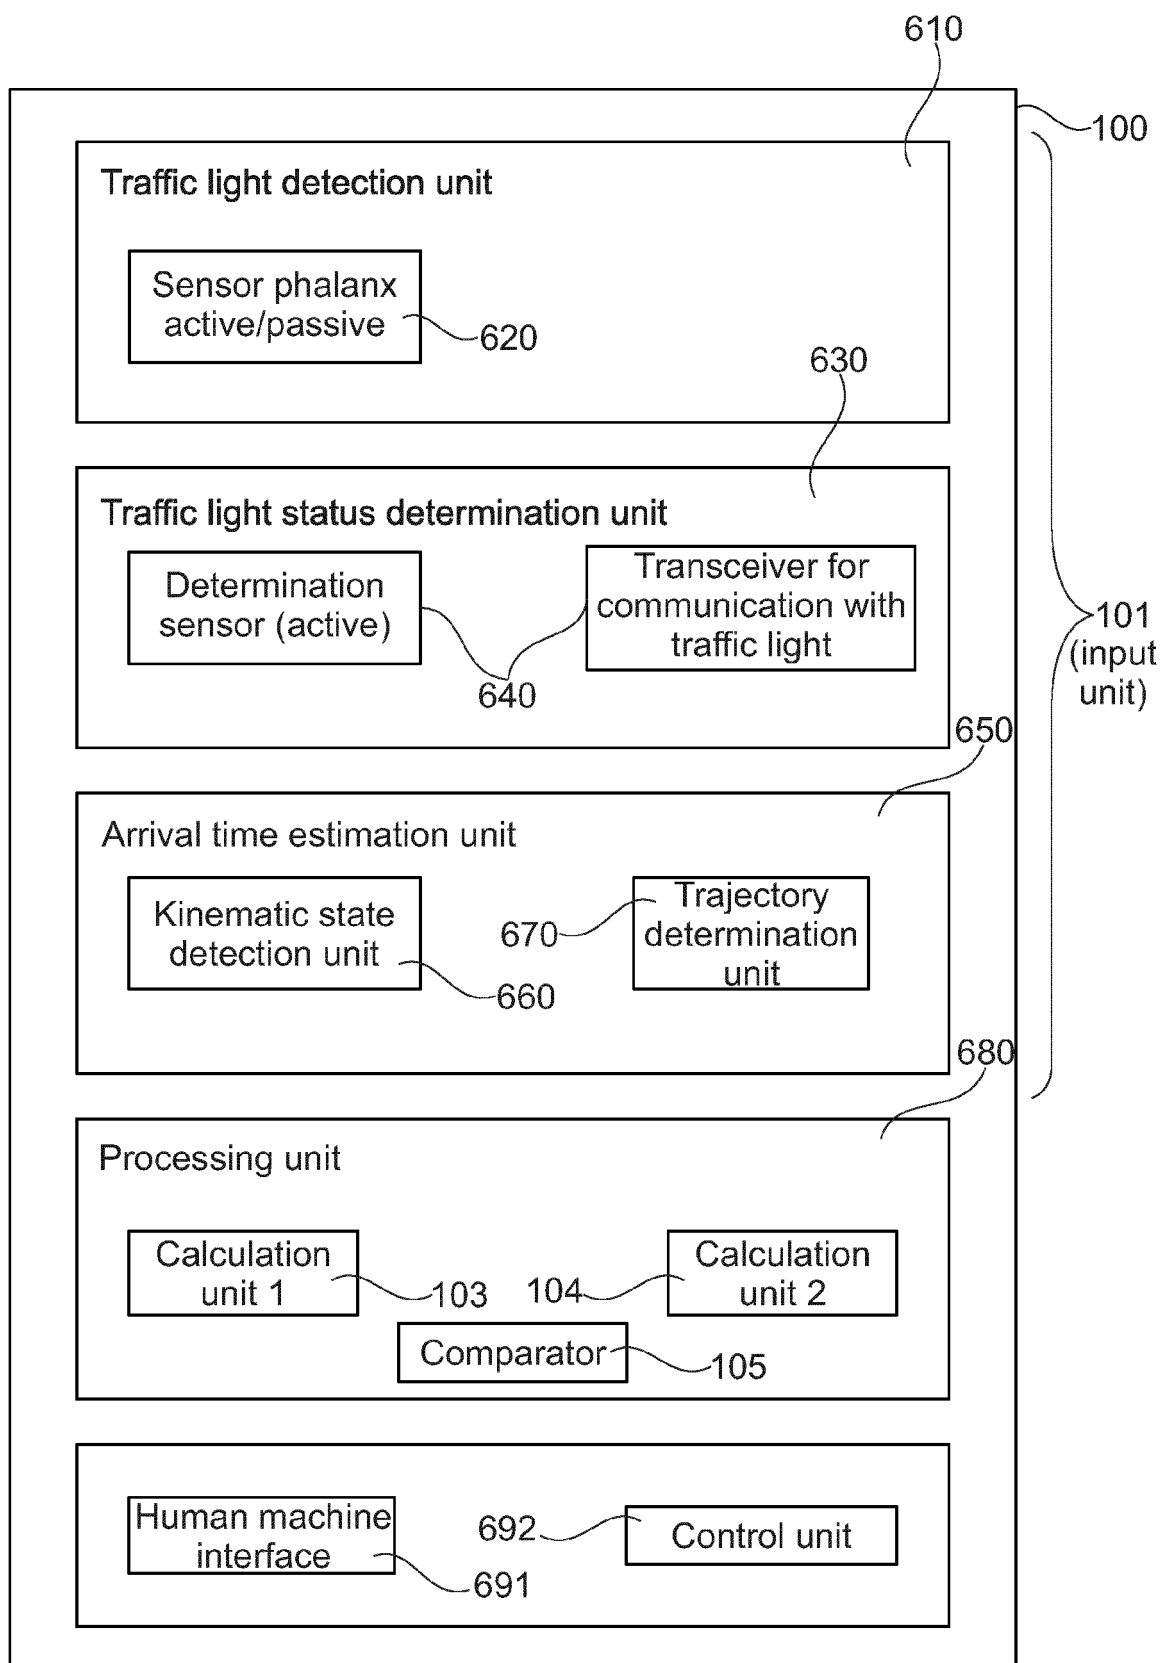 610
100
Traffic light detection unit
Sensor phalanx
active/passive
620
630
Traffic light status determination unit
Determination
sensor (active)
Transceiver for
communication with
traffic light
640
101
(input
unit)
650
Arrival time estimation unit
Kinematic state
detection unit
660
670
Trajectory
determination
unit
680
Processing unit
Calculation
unit 1
103
104
Calculation
unit 2
Comparator
105
Human machine
interface
691
692
Control unit